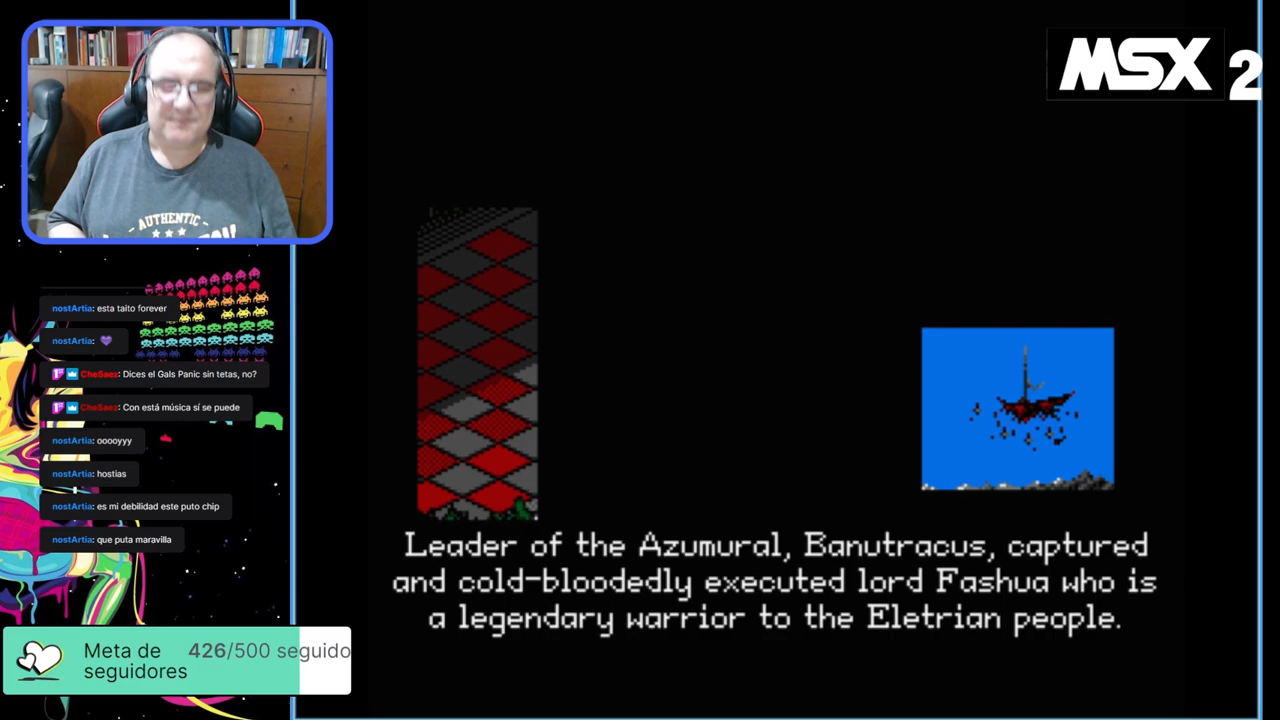 MSX 2
AUTHENTIC
nostArtia: esta taito forever
nostArtia:
CheSaez: Dices el Gals Panic sin tetas, no?
CheSaez: Con está música sí se puede
nostArtia: ooooyyy
nostArtia: hostias
nostArtia: es mi debilidad este puto chip
nostArtia: que puta maravilla
Leader of the Azumural, Banutracus, captured
and cold-bloodedly executed lord Fashua who is
a legendary warrior to the Eletrian people.
Meta de 426/500 seguido
seguidores